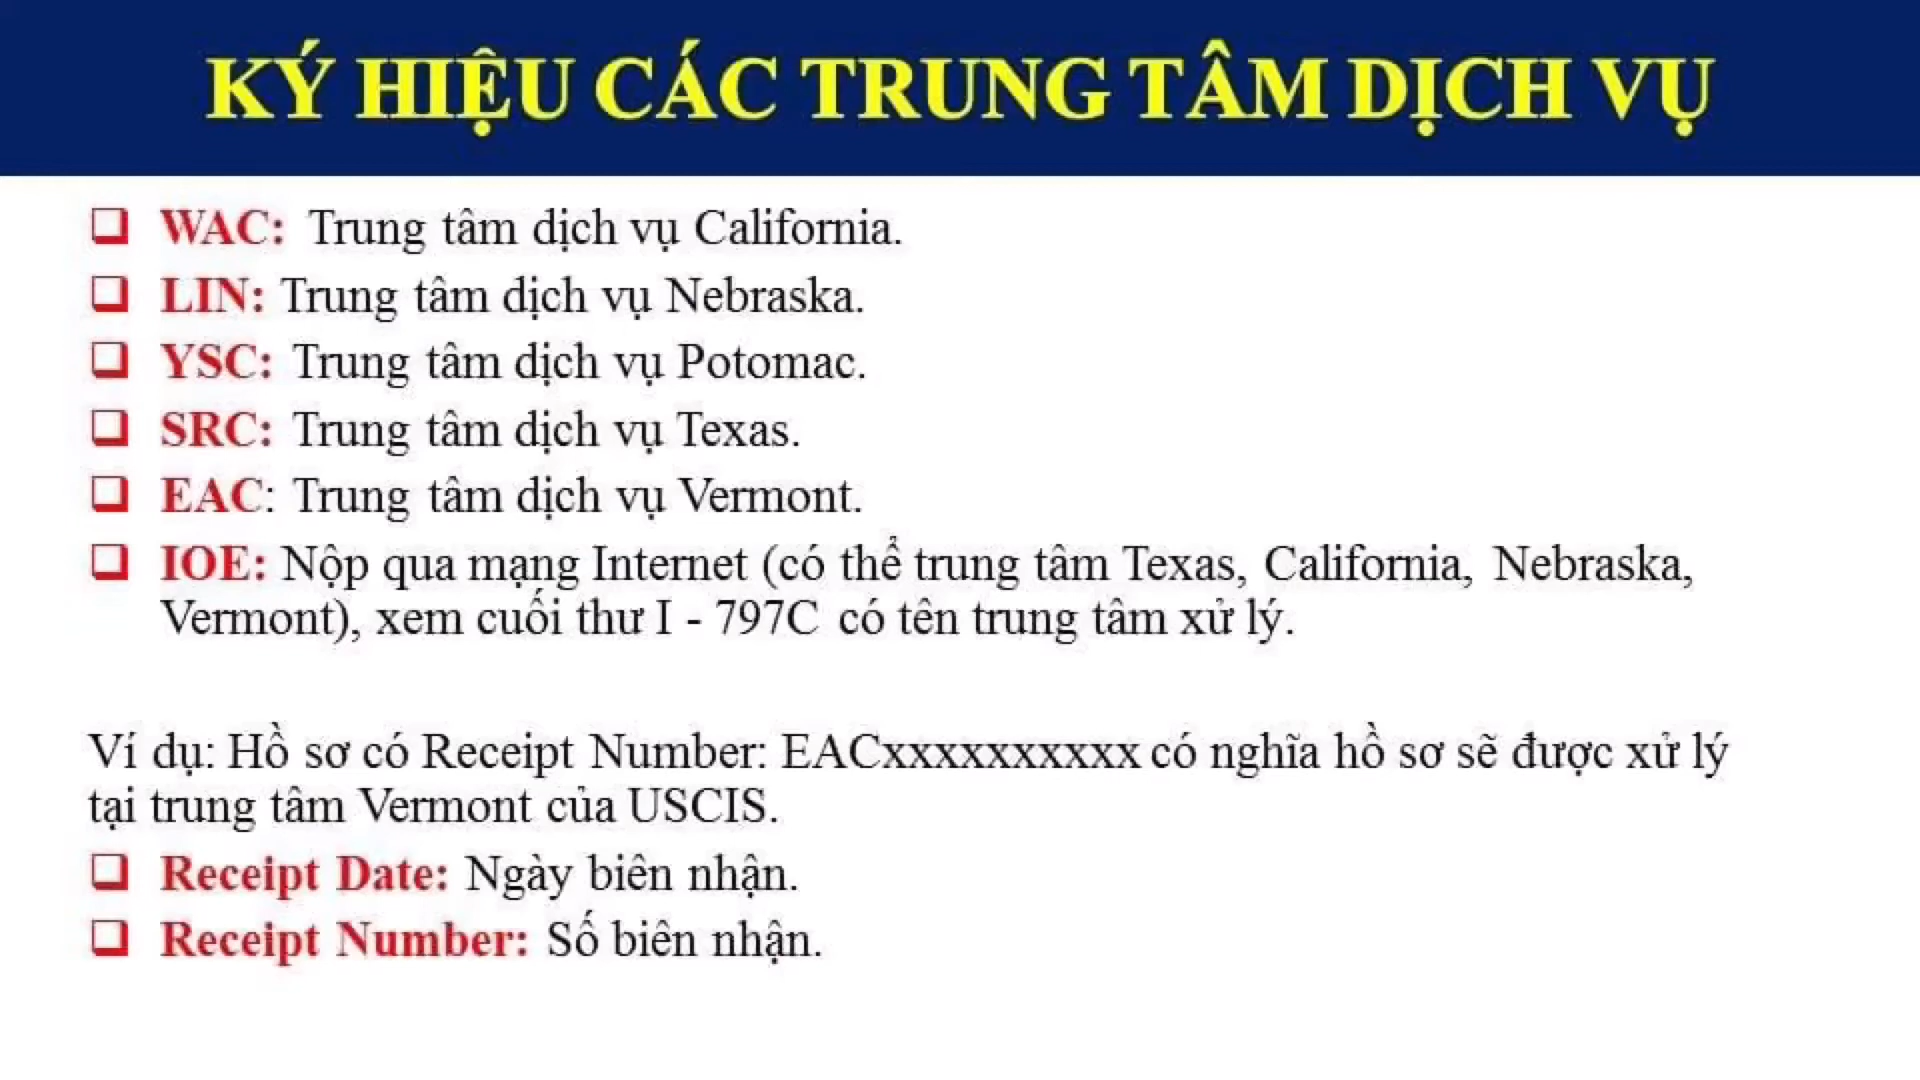 KÝ HIỆU CÁC TRUNG TÂM DỊCH VỤ
WAC: Trung tâm dịch vụ California.
LIN: Trung tâm dịch vụ Nebraska.
YSC: Trung tâm dịch vụ Potomac.
SRC: Trung tâm dịch vụ Texas.
EAC: Trung tâm dịch vụ Vermont.
IOE: Nộp qua mạng Internet (có thể trung tâm Texas, California, Nebraska,
Vermont), xem cuối thư I - 797C có tên trung tâm xử lý.
Ví dụ: Hồ sơ có Receipt Number: EACxxxxxxxxxx có nghĩa hồ sơ sẽ được xử lý
tại trung tâm Vermont của USCIS.
Receipt Date: Ngày biên nhận.
Receipt Number: Số biên nhận.